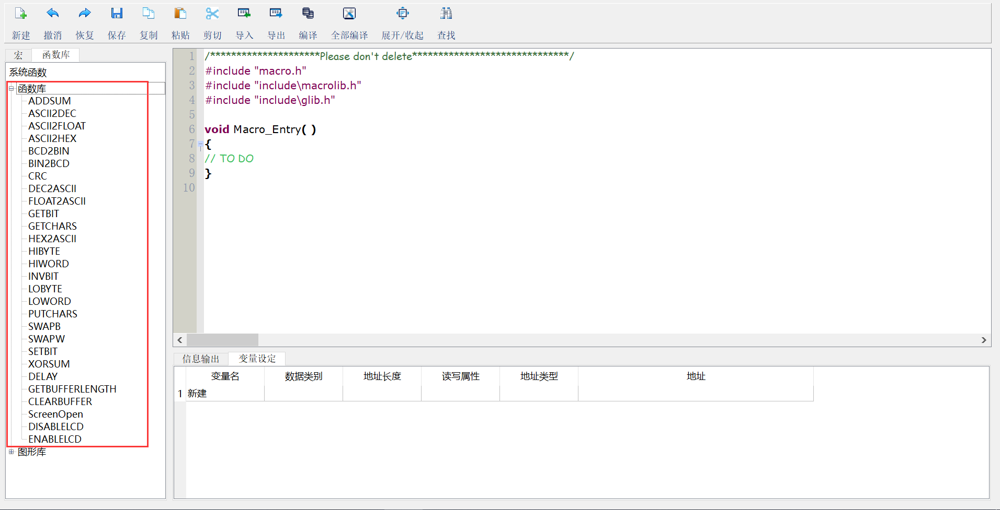 新建 撤消 恢复 保存 复制 粘贴 剪切 导入 导出 编译 全部编译 展开/收起 查找
宏 函数库
系统函数
函数库
ADDSUM
ASCII2DEC
ASCII2FLOAT
ASCII2HEX
BCD2BIN
BIN2BCD
CRC
DEC2ASCII
FLOAT2ASCII
GETBIT
GETCHARS
HEX2ASCII
HIBYTE
HIWORD
INVBIT
LOBYTE
LOWORD
PUTCHARS
SWAPB
SWAPW
SETBIT
XORSUM
DELAY
GETBUFFERLENGTH
CLEARBUFFER
ScreenOpen
DISABLELCD
ENABLELCD
图形库
1 /*********************Please don't delete******************************/
2 #include "macro.h"
3 #include "include\macrolib.h"
4 #include "include\glib.h"
5
6 void Macro_Entry( )
7 {
8 // TO DO
9 }
10
信息输出 变量设定
变量名 数据类别 地址长度 读写属性 地址类型 地址
1 新建